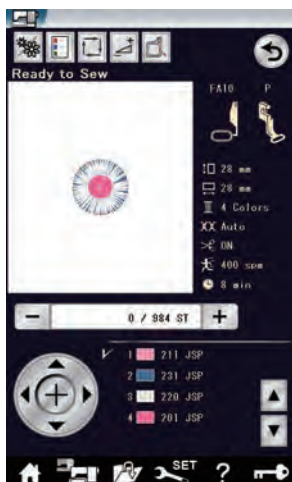 Ready to Sew
FA10 P
28 mm
28 mm
4 Colors
Auto
ON
400 spm
8 min
− 0 / 984 ST +
1 211 JSP
2 231 JSP
3 220 JSP
4 201 JSP
SET ?